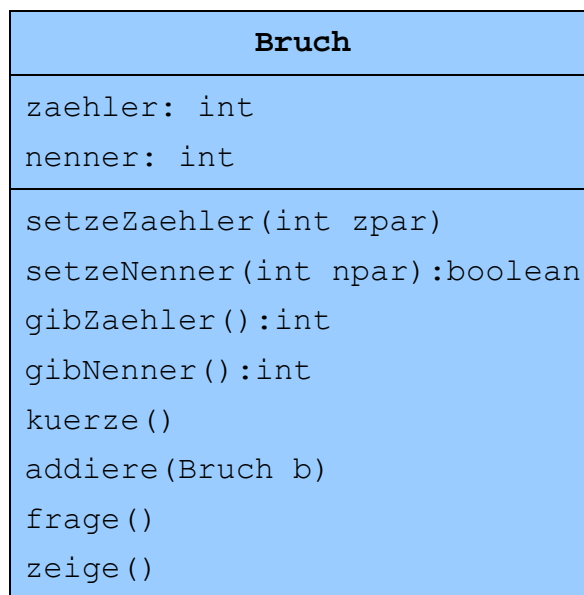 Bruch
zaehler: int
nenner: int
setzeZaehler(int zpar)
setzeNenner(int npar):boolean
gibZaehler():int
gibNenner():int
kuerze()
addiere(Bruch b)
frage()
zeige()